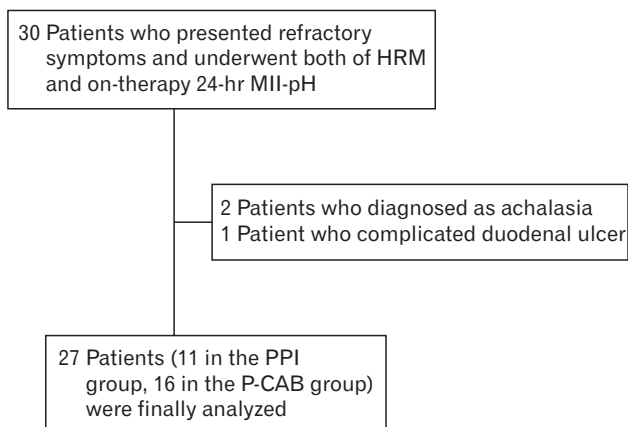 30 Patients who presented refractory
symptoms and underwent both of HRM
and on-therapy 24-hr MII-pH
2 Patients who diagnosed as achalasia
1 Patient who complicated duodenal ulcer
27 Patients (11 in the PPI
group, 16 in the P-CAB group)
were finally analyzed